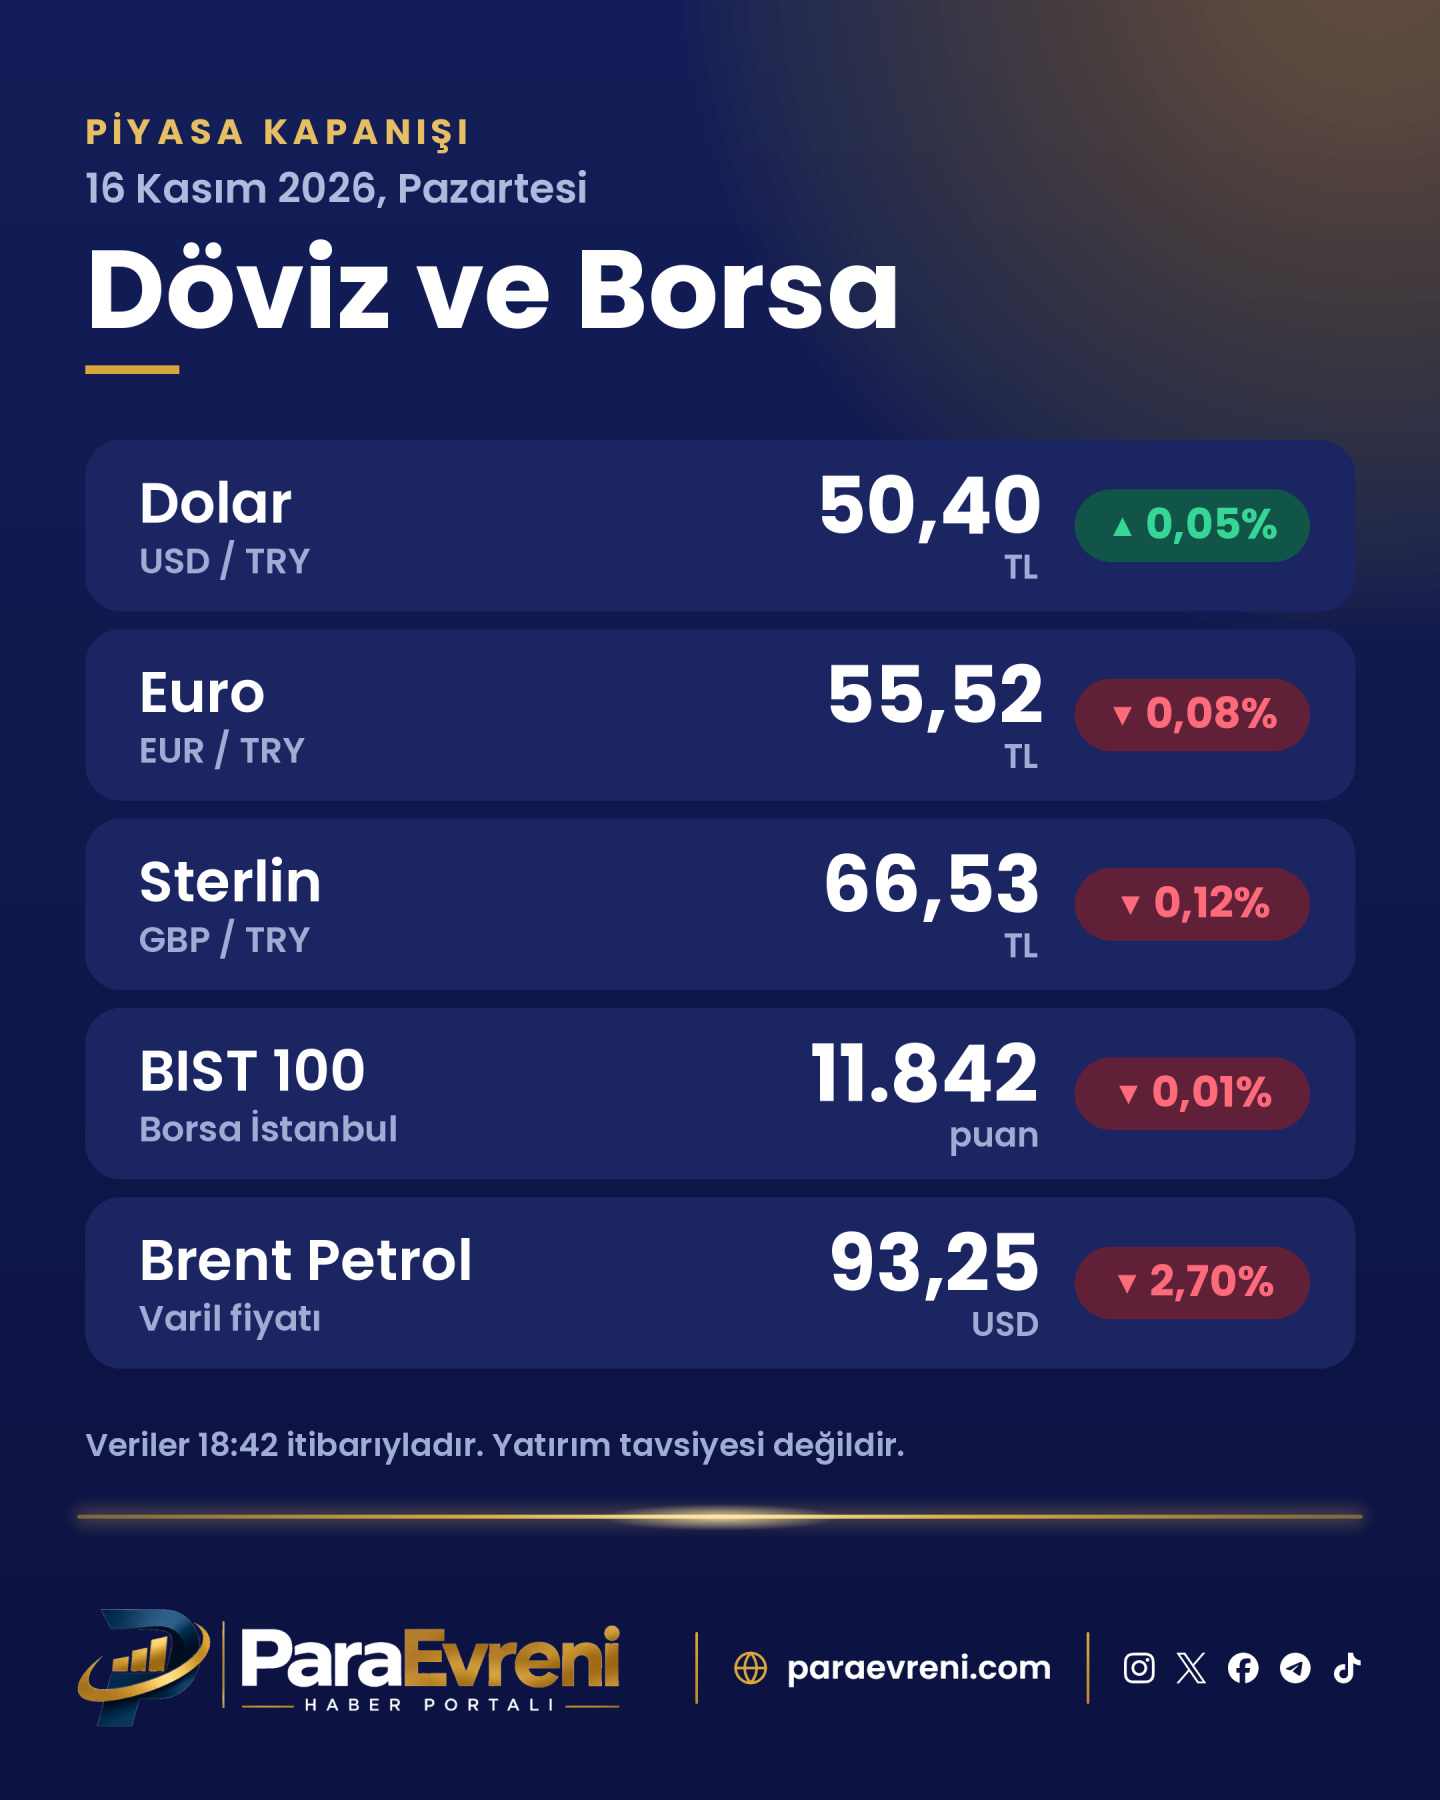 PİYASA KAPANIŞI
16 Kasım 2026, Pazartesi
Döviz ve Borsa
Dolar
USD / TRY
50,40
TL
▲ 0,05%
Euro
EUR / TRY
55,52
TL
▼ 0,08%
Sterlin
GBP / TRY
66,53
TL
▼ 0,12%
BIST 100
Borsa İstanbul
11.842
puan
▼ 0,01%
Brent Petrol
Varil fiyatı
93,25
USD
▼ 2,70%
Veriler 18:42 itibarıyladır. Yatırım tavsiyesi değildir.
ParaEvreni
HABER PORTALI
paraevreni.com